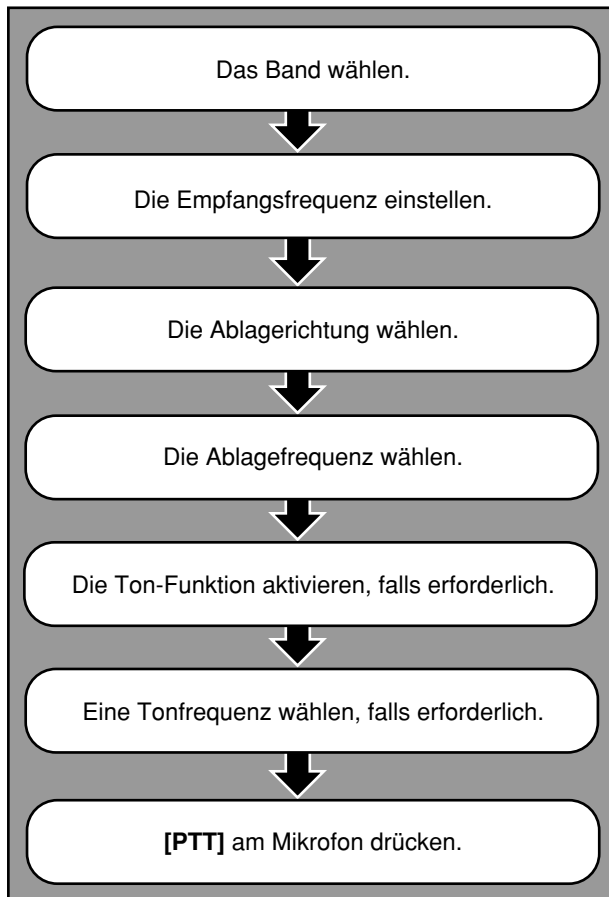 Das Band wählen.
Die Empfangsfrequenz einstellen.
Die Ablagerichtung wählen.
Die Ablagefrequenz wählen.
Die Ton-Funktion aktivieren, falls erforderlich.
Eine Tonfrequenz wählen, falls erforderlich.
[PTT] am Mikrofon drücken.